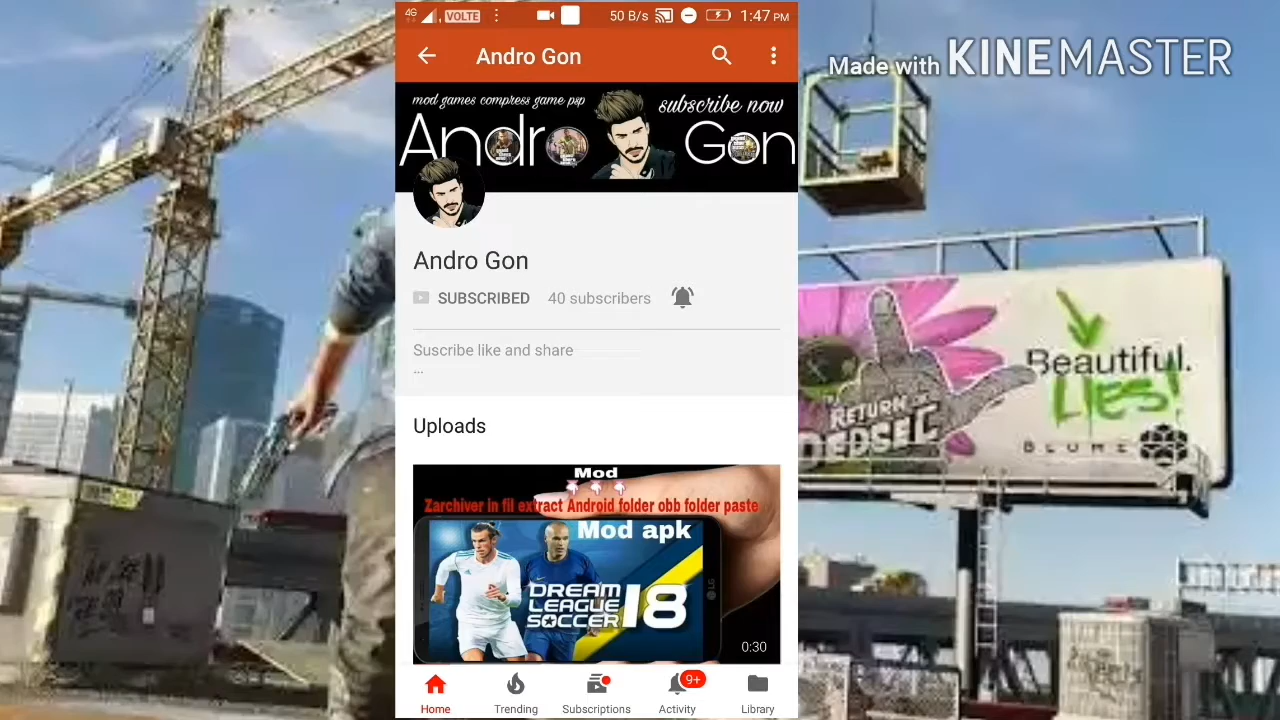 4G VOLTE 50 B/s 1:47 PM
Andro Gon
Made with KINEMASTER
mod games compress game psp
subscribe now
Andro Gon
Andro Gon
SUBSCRIBED 40 subscribers
Suscribe like and share
...
Uploads
Mod
Zarchiver in fil extract Android folder obb folder paste
Mod apk
DREAM
LEAGUE
SOCCER 18
LG
0:30
9+
Home Trending Subscriptions Activity Library
Beautiful.
LIES!
RETURN OF
DEDSEC
BLUME